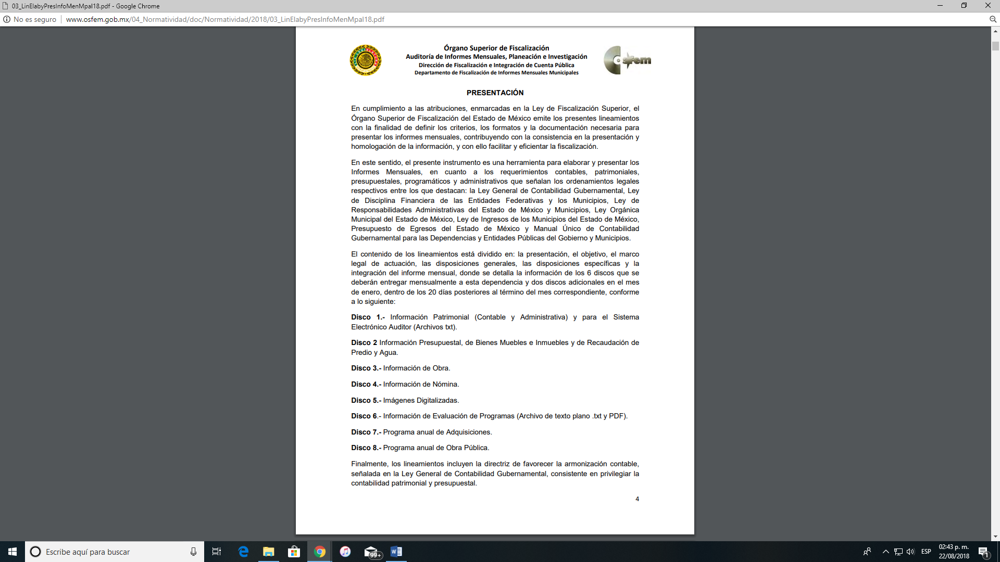 03_LinElabyPresInfoMenMpal18.pdf - Google Chrome
No es seguro www.osfem.gob.mx/04_Normatividad/doc/Normatividad/2018/03_LinElabyPresInfoMenMpal18.pdf
Órgano Superior de Fiscalización
Auditoría de Informes Mensuales, Planeación e Investigación
Dirección de Fiscalización e Integración de Cuenta Pública
Departamento de Fiscalización de Informes Mensuales Municipales
osfem
PRESENTACIÓN
En cumplimiento a las atribuciones, enmarcadas en la Ley de Fiscalización Superior, el
Órgano Superior de Fiscalización del Estado de México emite los presentes lineamientos
con la finalidad de definir los criterios, los formatos y la documentación necesaria para
presentar los informes mensuales, contribuyendo con la consistencia en la presentación y
homologación de la información, y con ello facilitar y eficientar la fiscalización.
En este sentido, el presente instrumento es una herramienta para elaborar y presentar los
Informes Mensuales, en cuanto a los requerimientos contables, patrimoniales,
presupuestales, programáticos y administrativos que señalan los ordenamientos legales
respectivos entre los que destacan: la Ley General de Contabilidad Gubernamental, Ley
de Disciplina Financiera de las Entidades Federativas y los Municipios, Ley de
Responsabilidades Administrativas del Estado de México y Municipios, Ley Orgánica
Municipal del Estado de México, Ley de Ingresos de los Municipios del Estado de México,
Presupuesto de Egresos del Estado de México y Manual Único de Contabilidad
Gubernamental para las Dependencias y Entidades Públicas del Gobierno y Municipios.
El contenido de los lineamientos está dividido en: la presentación, el objetivo, el marco
legal de actuación, las disposiciones generales, las disposiciones específicas y la
integración del informe mensual, donde se detalla la información de los 6 discos que se
deberán entregar mensualmente a esta dependencia y dos discos adicionales en el mes
de enero, dentro de los 20 días posteriores al término del mes correspondiente, conforme
a lo siguiente:
Disco 1.- Información Patrimonial (Contable y Administrativa) y para el Sistema
Electrónico Auditor (Archivos txt).
Disco 2 Información Presupuestal, de Bienes Muebles e Inmuebles y de Recaudación de
Predio y Agua.
Disco 3.- Información de Obra.
Disco 4.- Información de Nómina.
Disco 5.- Imágenes Digitalizadas.
Disco 6.- Información de Evaluación de Programas (Archivo de texto plano .txt y PDF).
Disco 7.- Programa anual de Adquisiciones.
Disco 8.- Programa anual de Obra Pública.
Finalmente, los lineamientos incluyen la directriz de favorecer la armonización contable,
señalada en la Ley General de Contabilidad Gubernamental, consistente en privilegiar la
contabilidad patrimonial y presupuestal.
4
Escribe aquí para buscar
99+
ESP
02:43 p. m.
22/08/2018
1